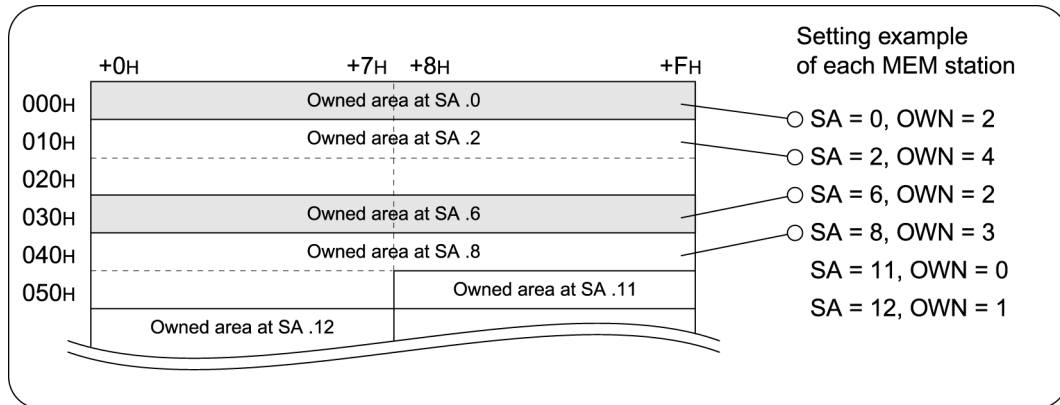 Setting example
of each MEM station
+0H +7H +8H +FH
000H Owned area at SA .0
010H Owned area at SA .2
020H
030H Owned area at SA .6
040H Owned area at SA .8
050H Owned area at SA .11
Owned area at SA .12
SA = 0, OWN = 2
SA = 2, OWN = 4
SA = 6, OWN = 2
SA = 8, OWN = 3
SA = 11, OWN = 0
SA = 12, OWN = 1